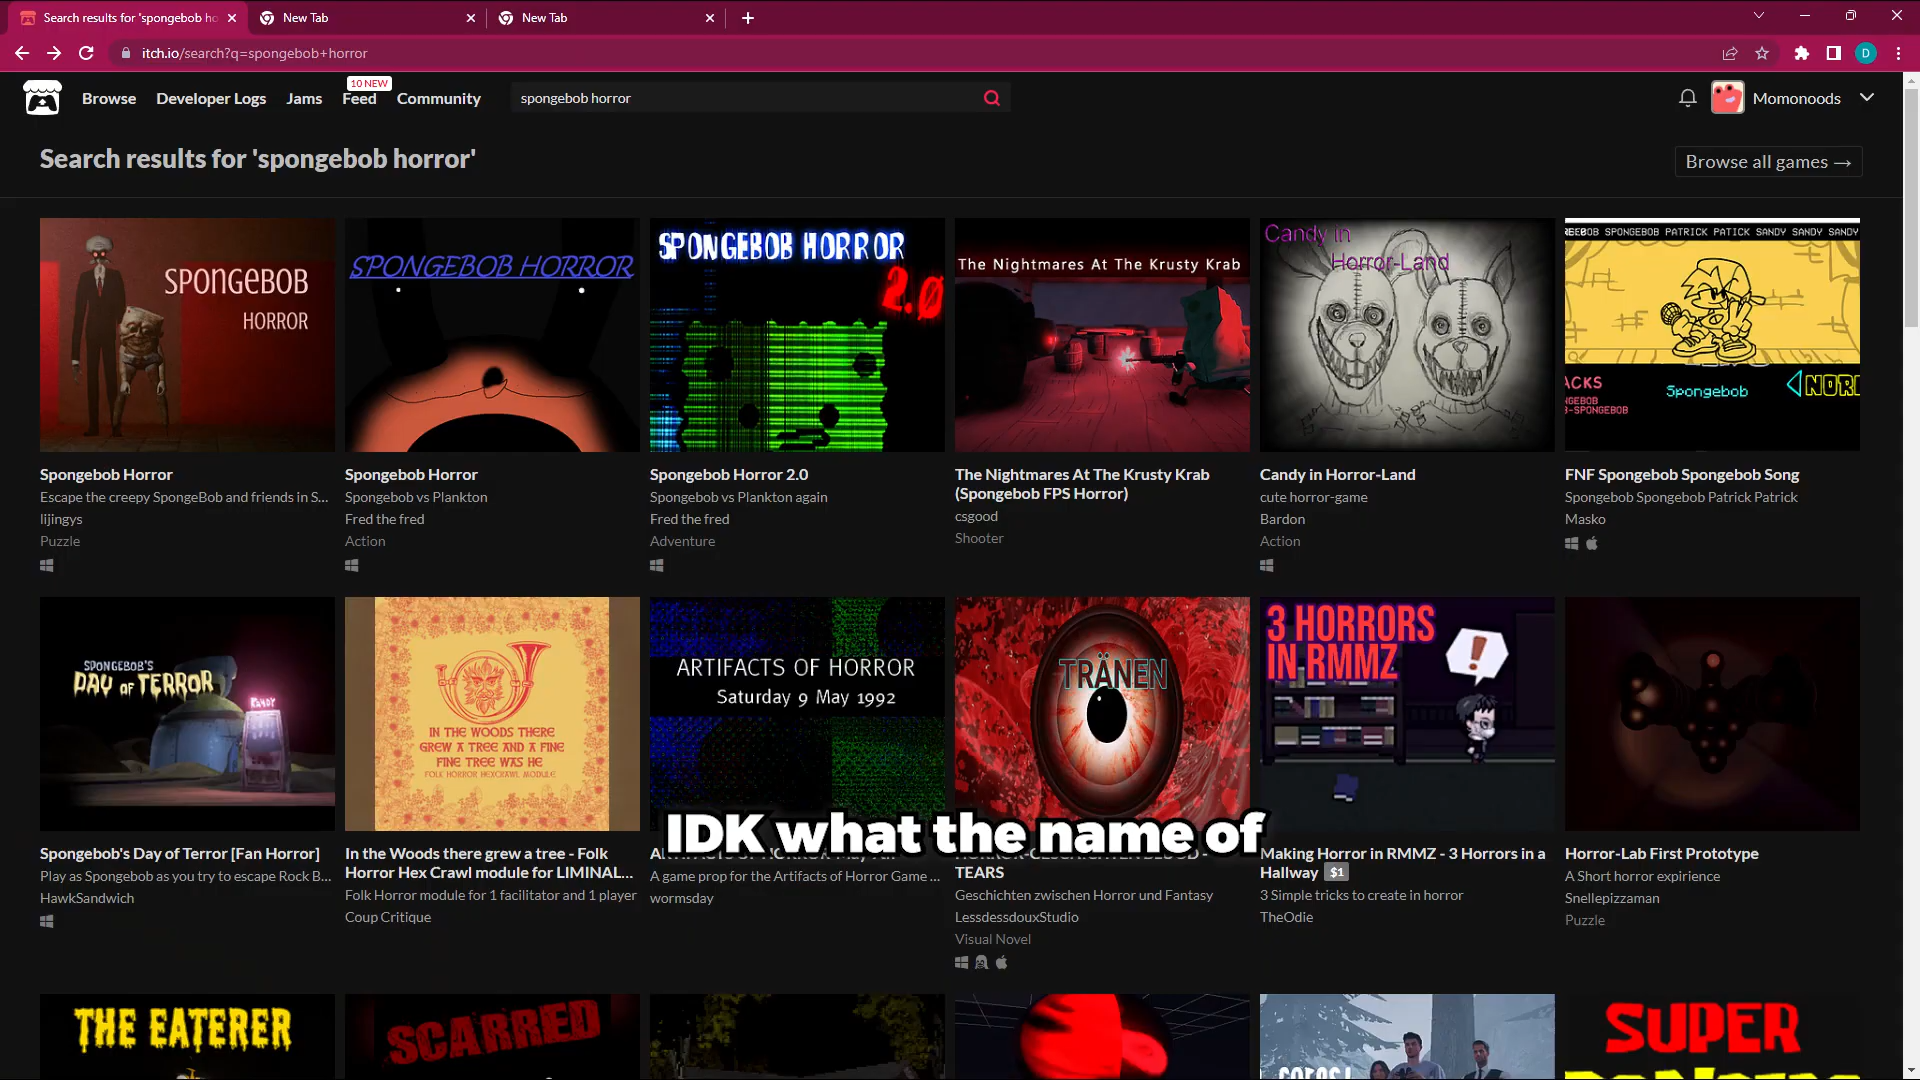 Search results for 'spongebob ho
New Tab
New Tab
itch.io/search?q=spongebob+horror
D
10 NEW
Browse
Developer Logs
Jams
Feed
Community
spongebob horror
Momonoods
Search results for 'spongebob horror'
Browse all games →
SPONGEBOB
HORROR
SPONGEBOB HORROR
SPONGEBOB HORROR
2.0
The Nightmares At The Krusty Krab
Candy in
Horror-Land
SPONGEBOB PATRICK PATICK SANDY SANDY SANDY
ACKS
Spongebob
NORM
Spongebob Horror
Escape the creepy SpongeBob and friends in S...
lijingys
Puzzle
Spongebob Horror
Spongebob vs Plankton
Fred the fred
Action
Spongebob Horror 2.0
Spongebob vs Plankton again
Fred the fred
Adventure
The Nightmares At The Krusty Krab
(Spongebob FPS Horror)
csgood
Shooter
Candy in Horror-Land
cute horror-game
Bardon
Action
FNF Spongebob Spongebob Song
Spongebob Spongebob Patrick Patrick
Masko
SPONGEBOB'S
DAY OF TERROR
IN THE WOODS THERE
GREW A TREE AND A FINE
FINE TREE WAS HE
FOLK HORROR HEXCRAWL MODULE
ARTIFACTS OF HORROR
Saturday 9 May 1992
TRÄNEN
3 HORRORS
IN RMMZ
!
IDK what the name of
Spongebob's Day of Terror [Fan Horror]
Play as Spongebob as you try to escape Rock B...
HawkSandwich
In the Woods there grew a tree - Folk
Horror Hex Crawl module for LIMINAL...
Folk Horror module for 1 facilitator and 1 player
Coup Critique
A game prop for the Artifacts of Horror Game ...
wormsday
TEARS
Geschichten zwischen Horror und Fantasy
LessdessdouxStudio
Visual Novel
Making Horror in RMMZ - 3 Horrors in a
Hallway $1
3 Simple tricks to create in horror
TheOdie
Horror-Lab First Prototype
A Short horror expirience
Snellepizzaman
Puzzle
THE EATERER
SCARRED
SUPER